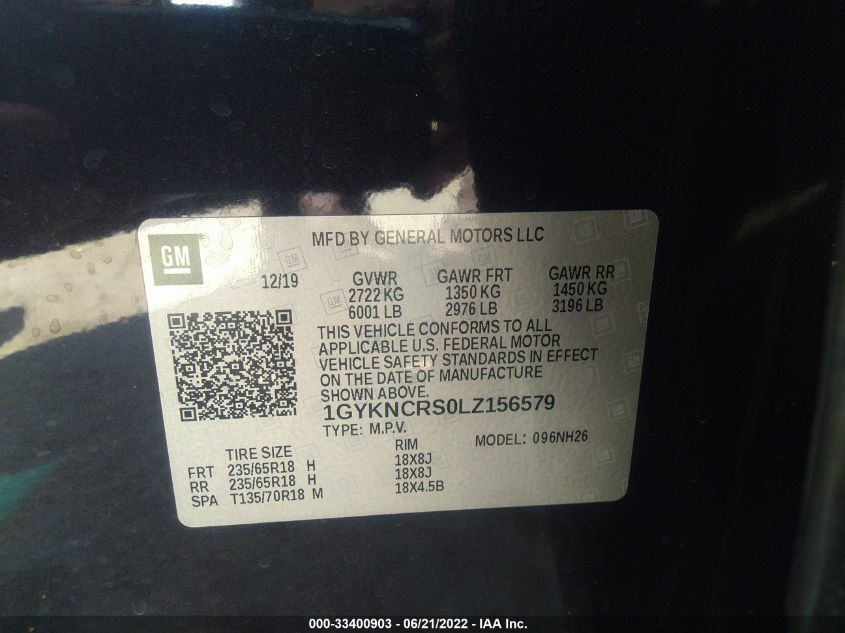 GM
MFD BY GENERAL MOTORS LLC
12/19 GVWR GAWR FRT GAWR RR
2722 KG 1350 KG 1450 KG
6001 LB 2976 LB 3196 LB
THIS VEHICLE CONFORMS TO ALL
APPLICABLE U.S. FEDERAL MOTOR
VEHICLE SAFETY STANDARDS IN EFFECT
ON THE DATE OF MANUFACTURE
SHOWN ABOVE.
1GYKNCRS0LZ156579
TYPE: M.P.V. MODEL: 096NH26
TIRE SIZE RIM
FRT 235/65R18 H 18X8J
RR 235/65R18 H 18X8J
SPA T135/70R18 M 18X4.5B
000-33400903 - 06/21/2022 - IAA Inc.